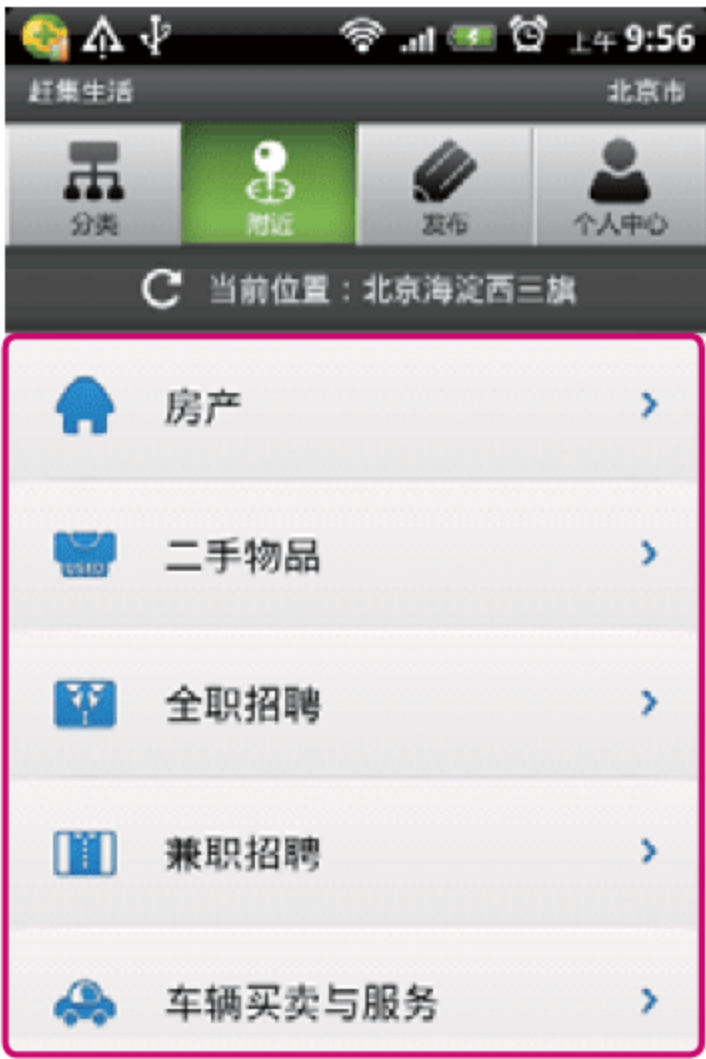 上午 9:56
赶集生活 北京市
分类 附近 发布 个人中心
当前位置：北京海淀西三旗
房产
二手物品
USED
全职招聘
兼职招聘
车辆买卖与服务